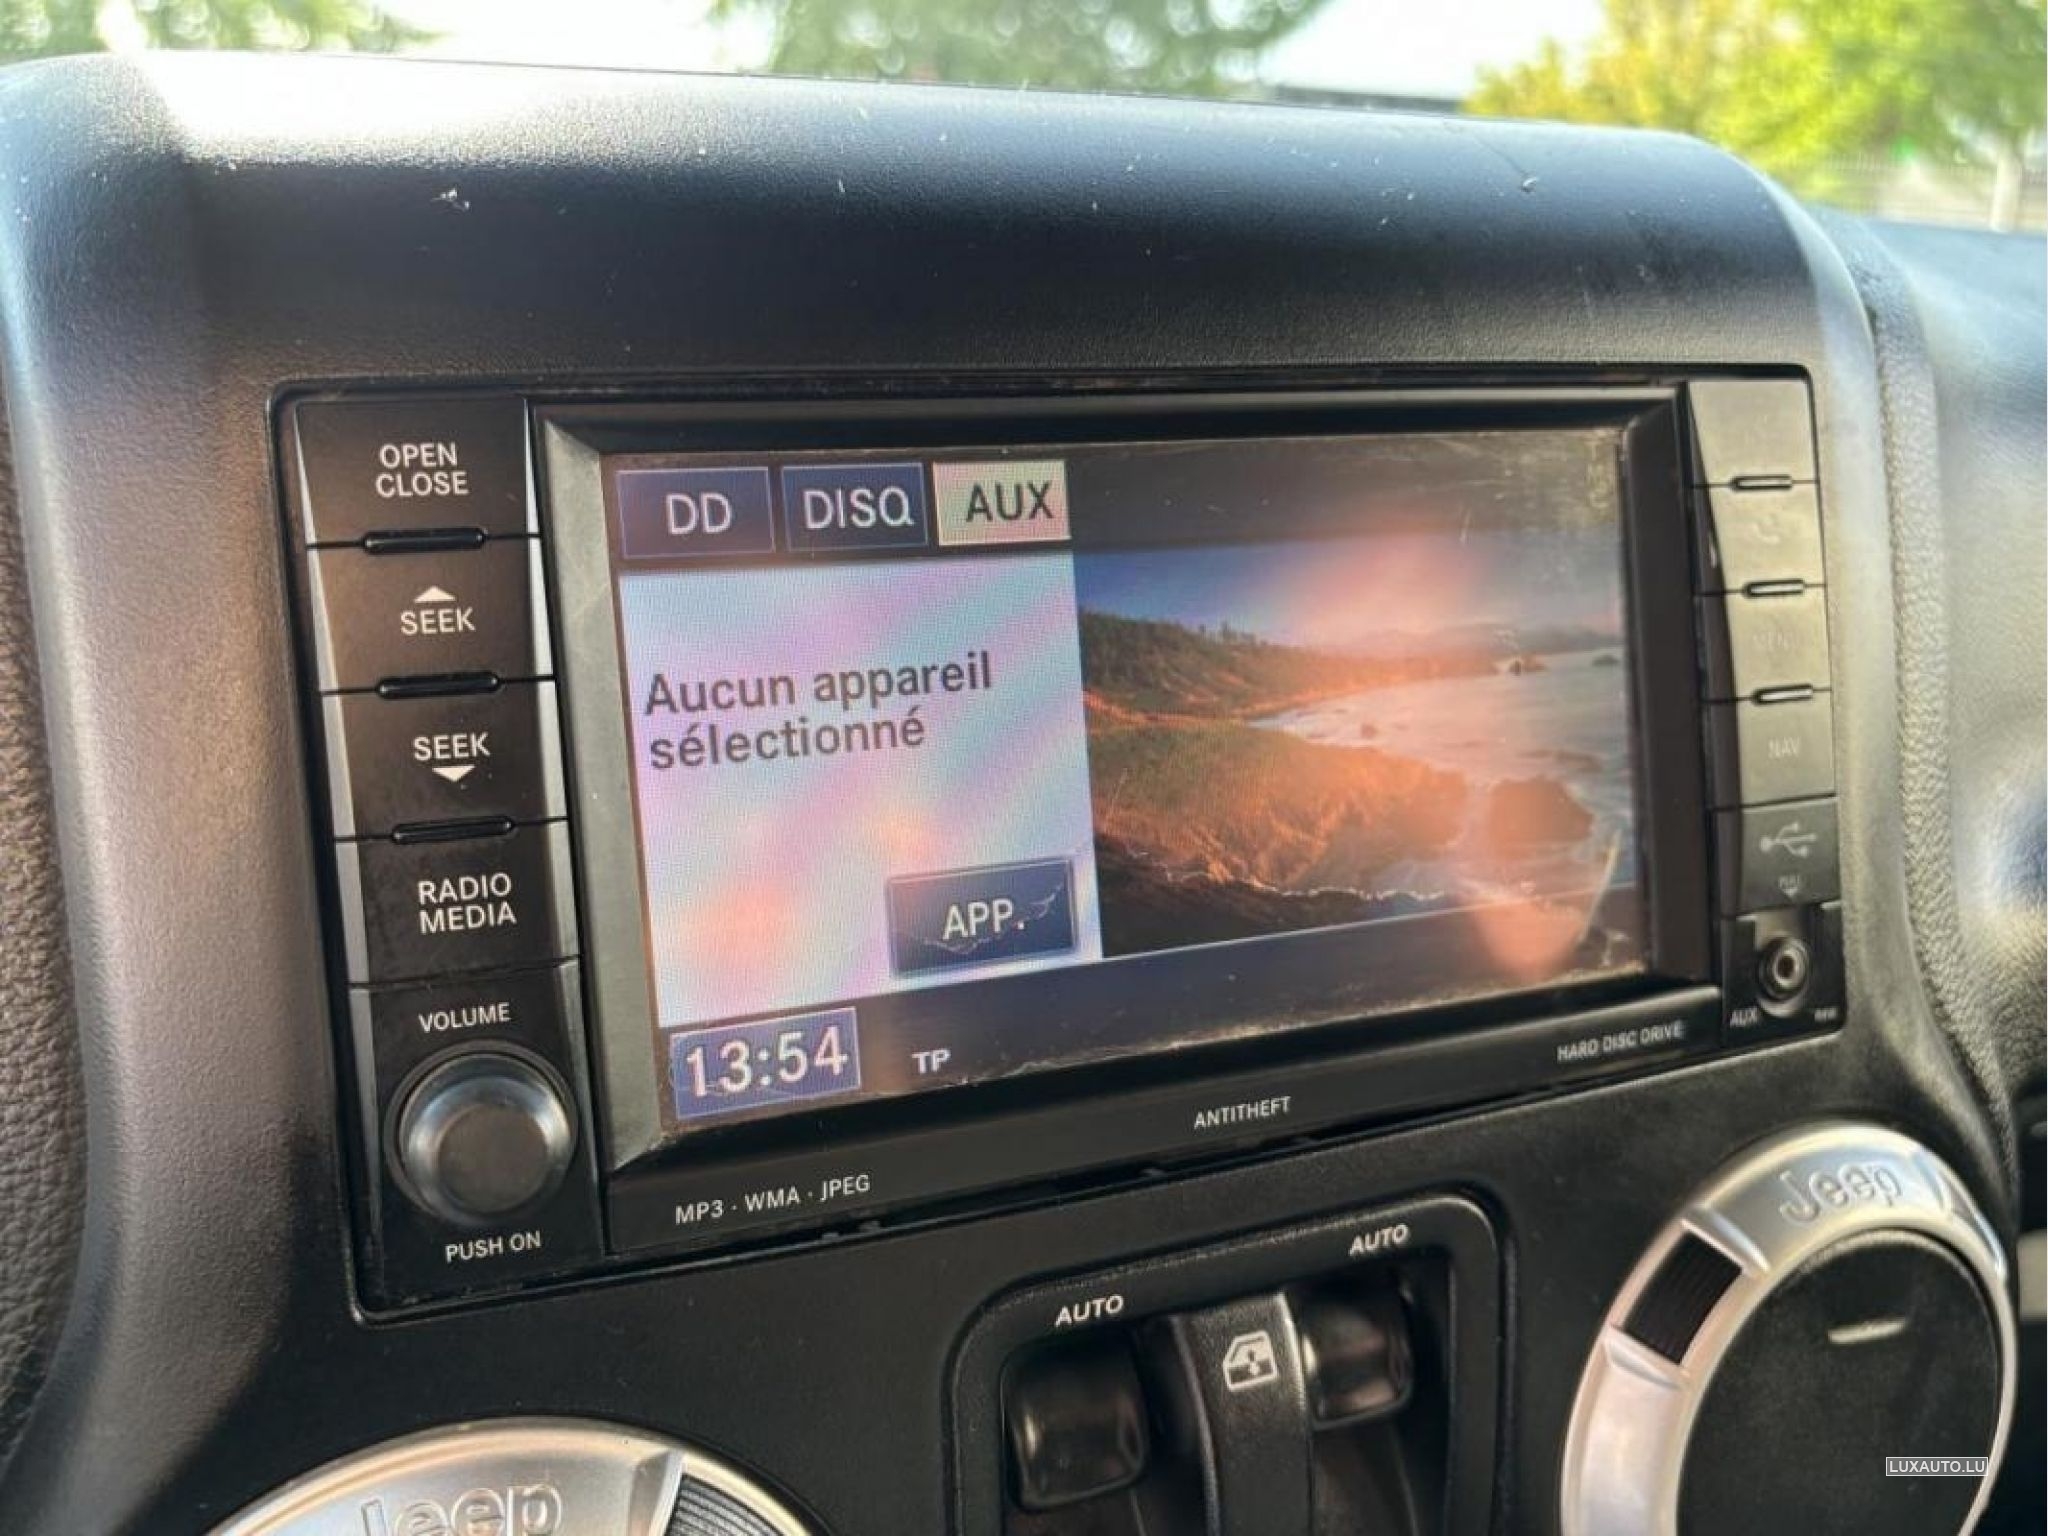 OPEN
CLOSE
SEEK
SEEK
RADIO
MEDIA
VOLUME
PUSH ON
DD
DISQ
AUX
Aucun appareil
sélectionné
APP.
13:54
TP
NAV
AUX
HARD DISC DRIVE
ANTITHEFT
MP3 · WMA · JPEG
AUTO
AUTO
Jeep
Jeep
LUXAUTO.LU